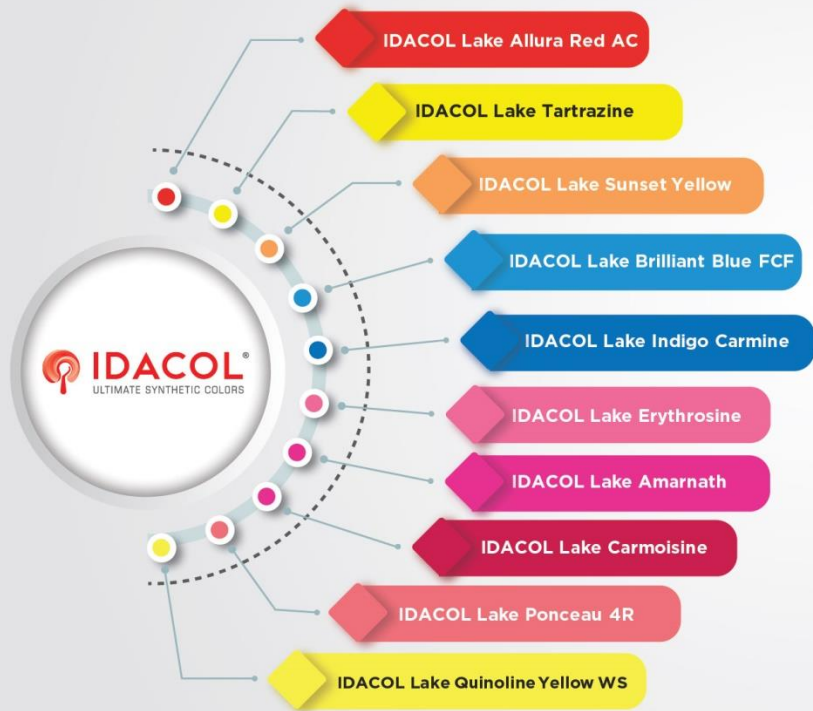 IDACOL Lake Allura Red AC
IDACOL Lake Tartrazine
IDACOL Lake Sunset Yellow
IDACOL Lake Brilliant Blue FCF
IDACOL®
ULTIMATE SYNTHETIC COLORS
IDACOL Lake Indigo Carmine
IDACOL Lake Erythrosine
IDACOL Lake Amarnath
IDACOL Lake Carmoisine
IDACOL Lake Ponceau 4R
IDACOL Lake Quinoline Yellow WS